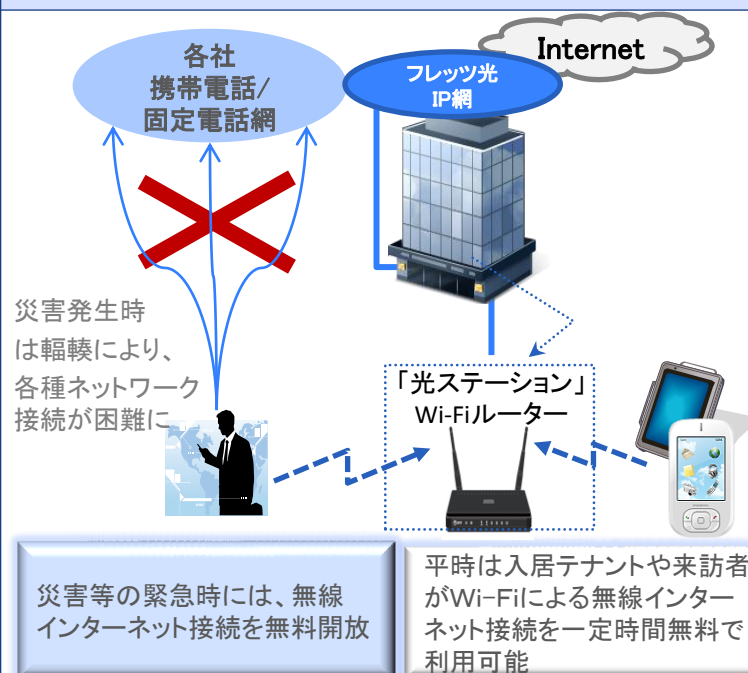 Internet
各社
携帯電話/
固定電話網
フレッツ光
IP網
災害発生時
は輻輳により、
各種ネットワーク
接続が困難に
「光ステーション」
Wi-Fiルーター
災害等の緊急時には、無線
インターネット接続を無料開放
平時は入居テナントや来訪者
がWi-Fiによる無線インター
ネット接続を一定時間無料で
利用可能